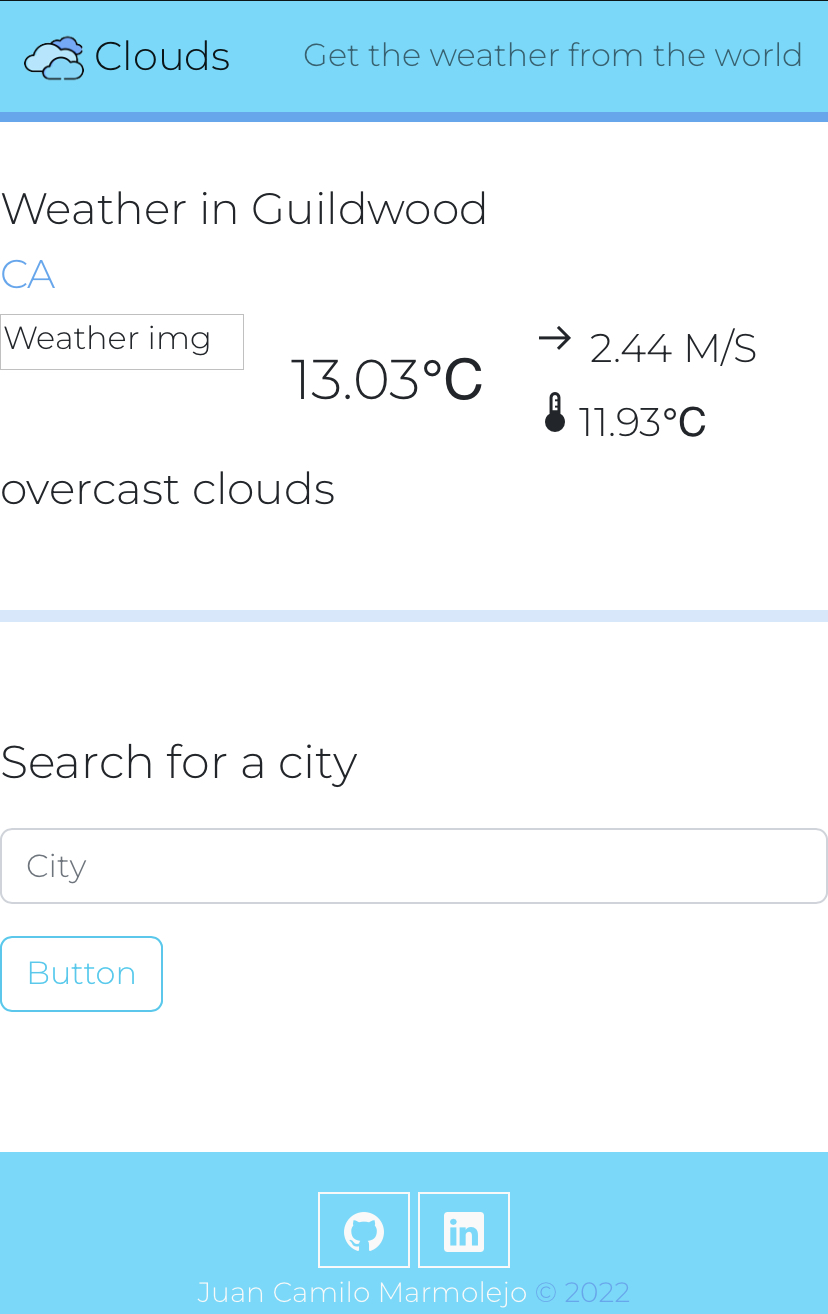 Clouds
Get the weather from the world
Weather in Guildwood
CA
Weather img
13.03°C
2.44 M/S
11.93°C
overcast clouds
Search for a city
City
Button
in
Juan Camilo Marmolejo © 2022